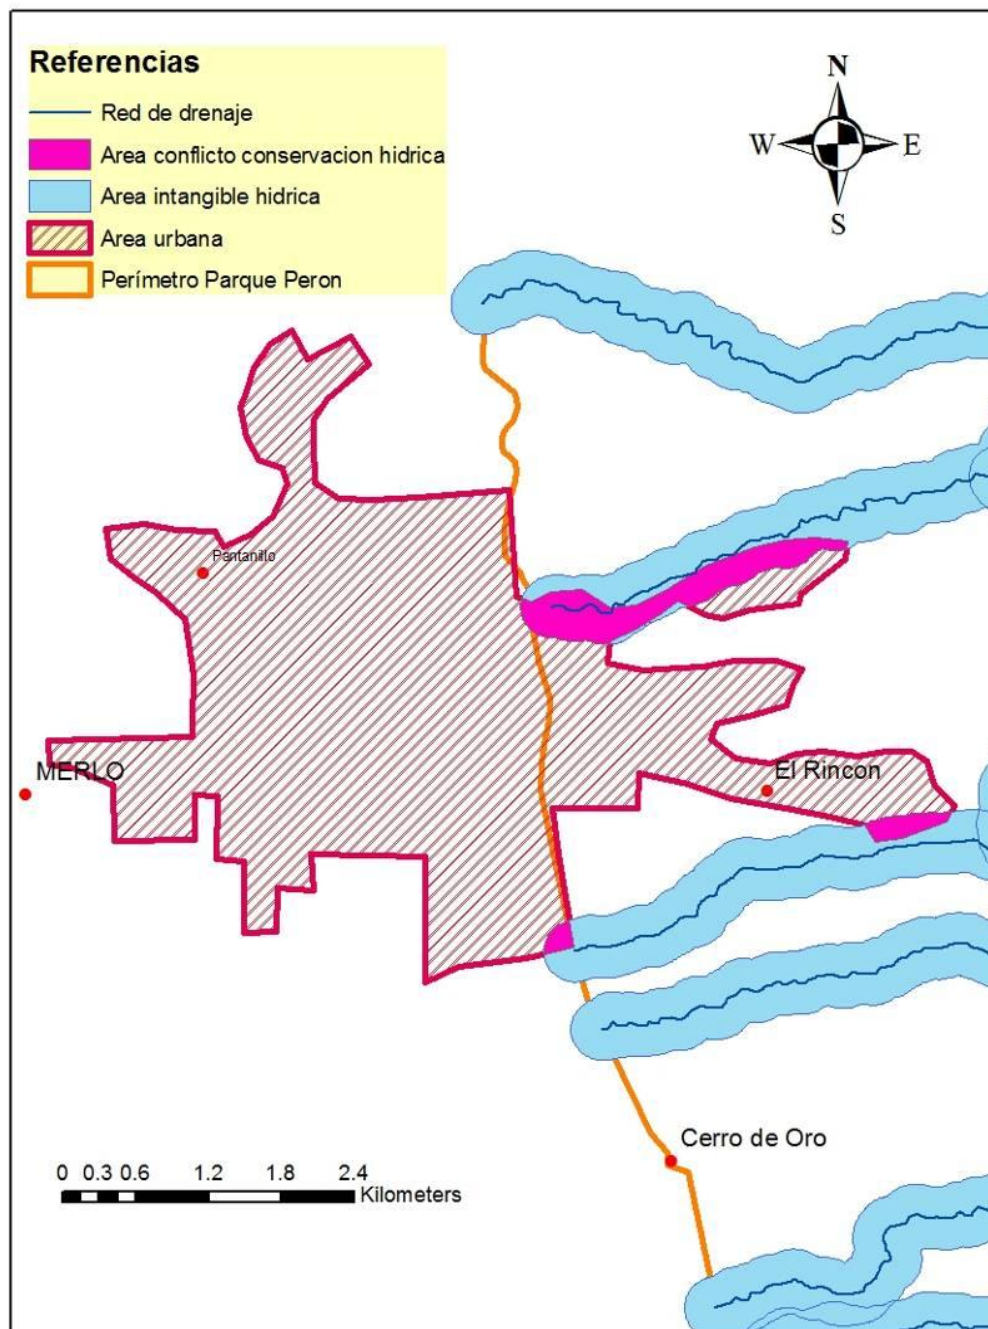 Referencias
Red de drenaje
Area conflicto conservacion hidrica
Area intangible hidrica
Area urbana
Perímetro Parque Peron
N
W E
S
Pantanillo
MERLO
El Rincon
Cerro de Oro
0 0.3 0.6 1.2 1.8 2.4
Kilometers